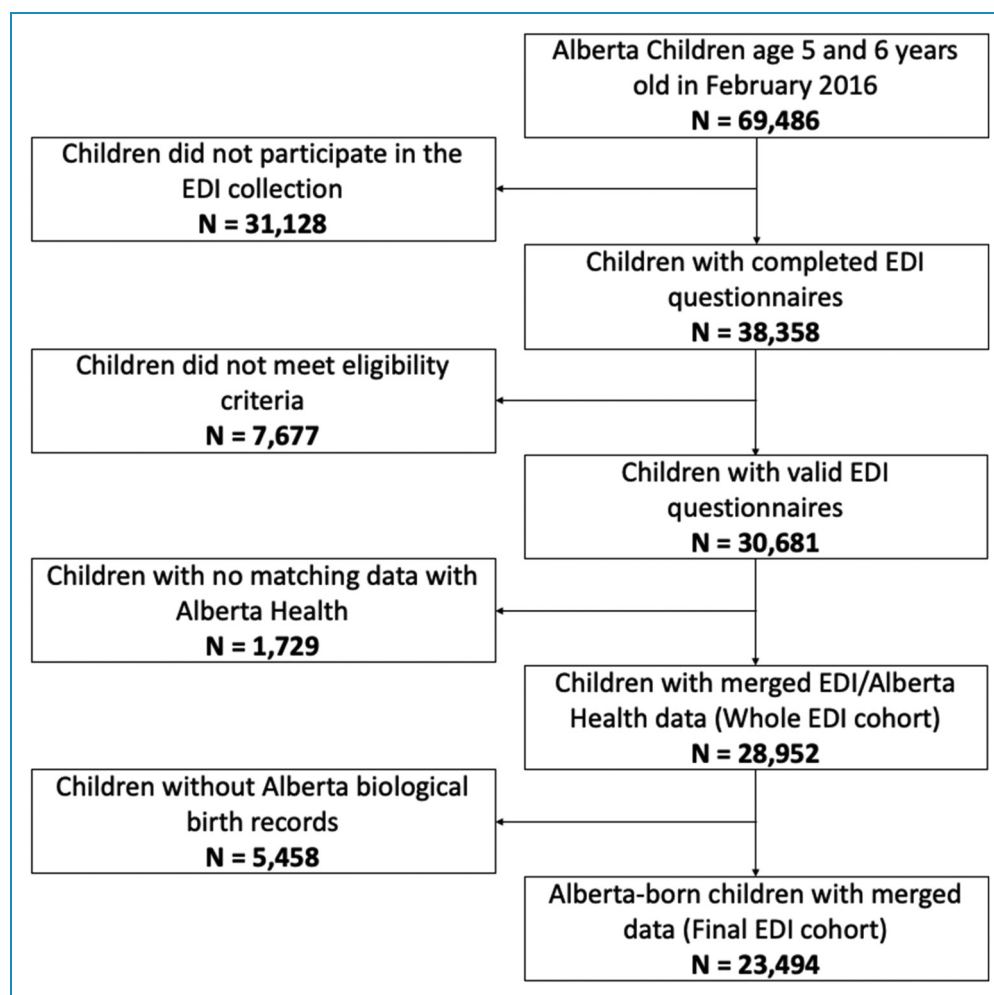 Alberta Children age 5 and 6 years
old in February 2016
N = 69,486
Children did not participate in the
EDI collection
N = 31,128
Children with completed EDI
questionnaires
N = 38,358
Children did not meet eligibility
criteria
N = 7,677
Children with valid EDI
questionnaires
N = 30,681
Children with no matching data with
Alberta Health
N = 1,729
Children with merged EDI/Alberta
Health data (Whole EDI cohort)
N = 28,952
Children without Alberta biological
birth records
N = 5,458
Alberta-born children with merged
data (Final EDI cohort)
N = 23,494